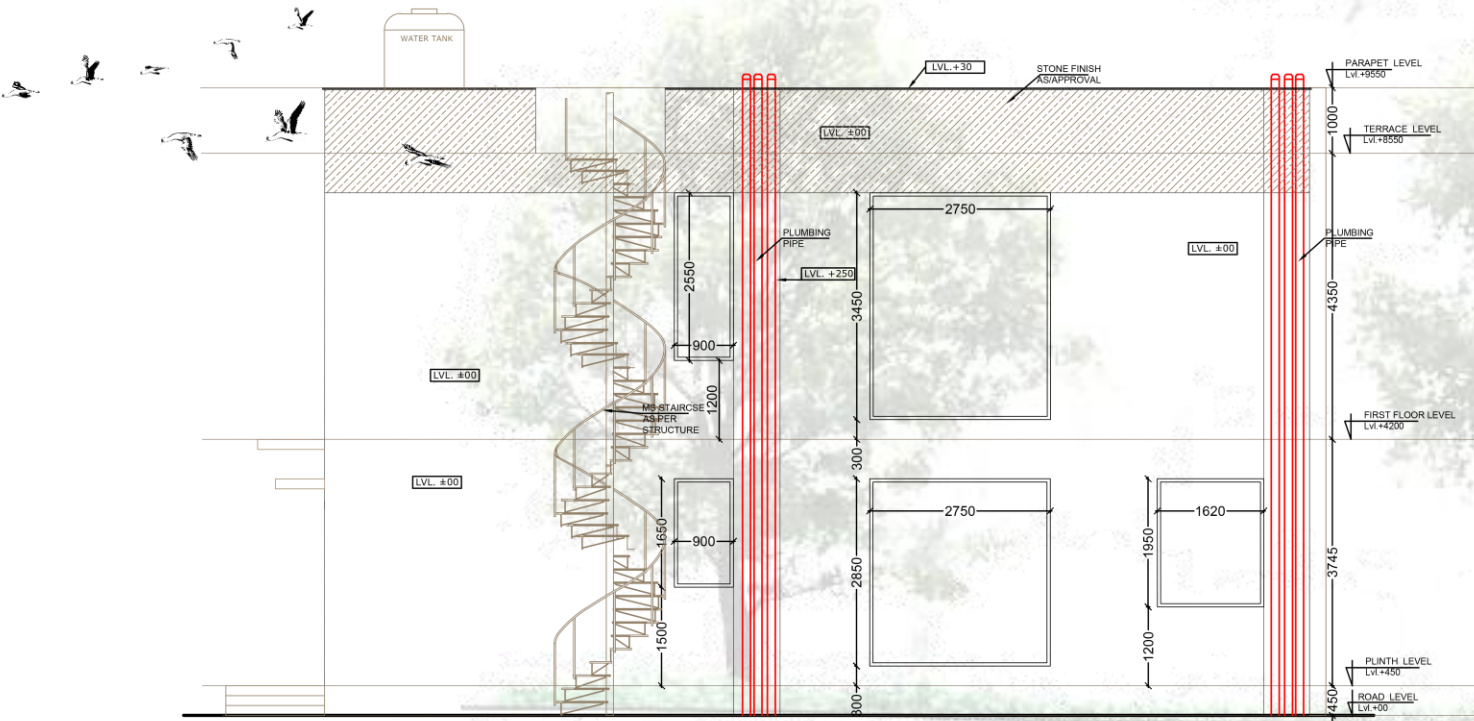 WATER TANK
LVL.+30
STONE FINISH
AS/APPROVAL
PARAPET LEVEL
Lvl.+9550
1000
LVL. ±00
TERRACE LEVEL
Lvl.+8550
2750
PLUMBING
PIPE
PLUMBING
PIPE
LVL. ±00
LVL. +250
2550
3450
4350
900
LVL. ±00
1200
MS STAIRCSE
AS PER
STRUCTURE
FIRST FLOOR LEVEL
Lvl.+4200
300
LVL. ±00
2750
1620
1650
900
1950
2850
3745
1500
1200
PLINTH LEVEL
Lvl.+450
300
450
ROAD LEVEL
Lvl.+00